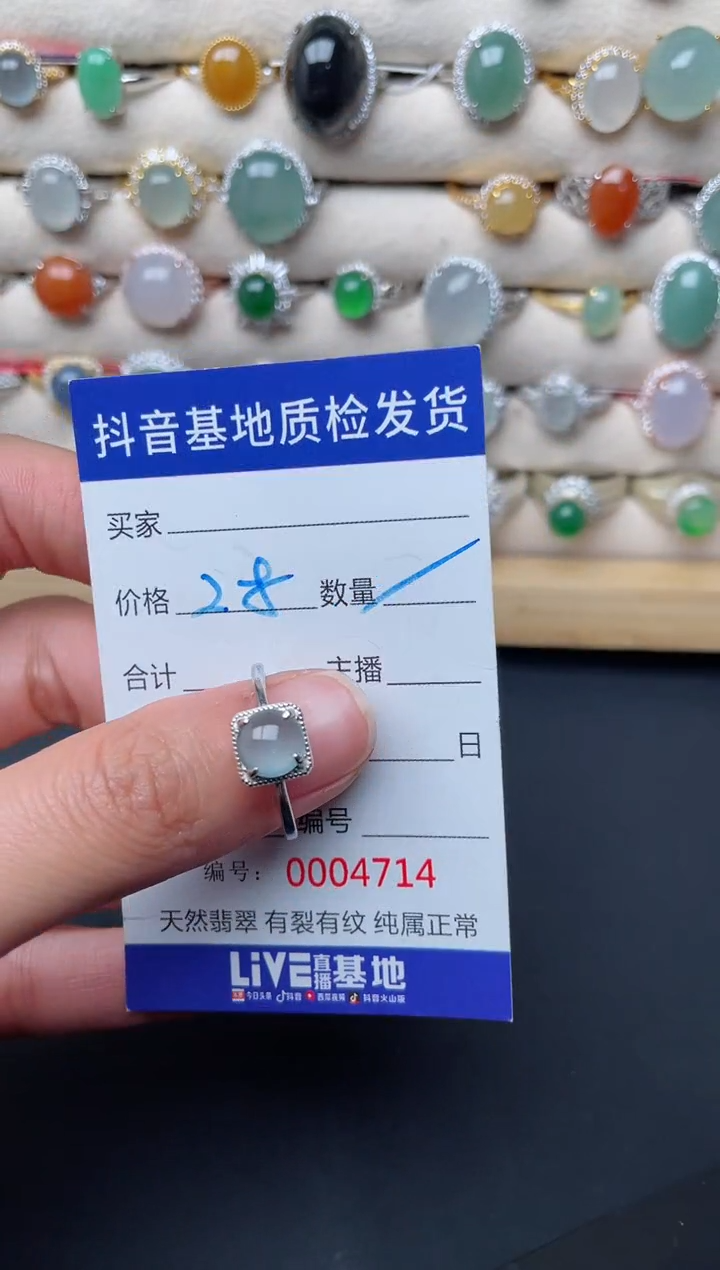 抖音基地质检发货
买家
价格 28 数量 /
合计 主播
日
编号
编号： 0004714
天然翡翠 有裂有纹 纯属正常
LiVE直播基地
今日头条 抖音 西瓜视频 抖音火山版